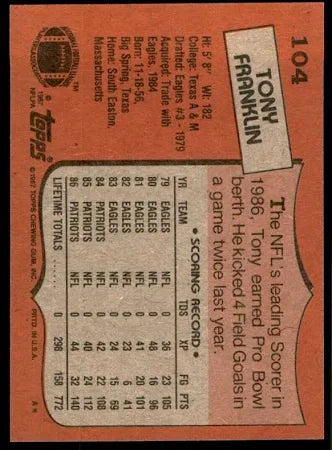 104
TONY
FRANKLIN
Ht: 5' 8" Wt: 182
College: Texas A & M
Drafted: Eagles #3 - 1979
Acquired: Trade with
Eagles, 1984
Born: 11-18-56,
Big Spring, Texas
Home: South Easton,
Massachusetts
The NFL's leading Scorer in
1986, Tony earned Pro Bowl
berth. He kicked 4 Field Goals in
a game twice last year.
SCORING RECORD
YR TEAM TDS XP FG PTS
79 EAGLES NFL 0 36 23 105
80 EAGLES NFL 0 48 16 96
81 EAGLES NFL 0 41 20 101
82 EAGLES NFL 0 23 6 41
83 EAGLES NFL 0 24 15 69
84 PATRIOTS NFL 0 42 22 108
85 PATRIOTS NFL 0 40 24 112
86 PATRIOTS NFL 0 44 32 140
LIFETIME TOTALS 0 298 158 772
NFLPA
Topps
© 1987 TOPPS CHEWING GUM, INC.
PRTD. IN U.S.A.